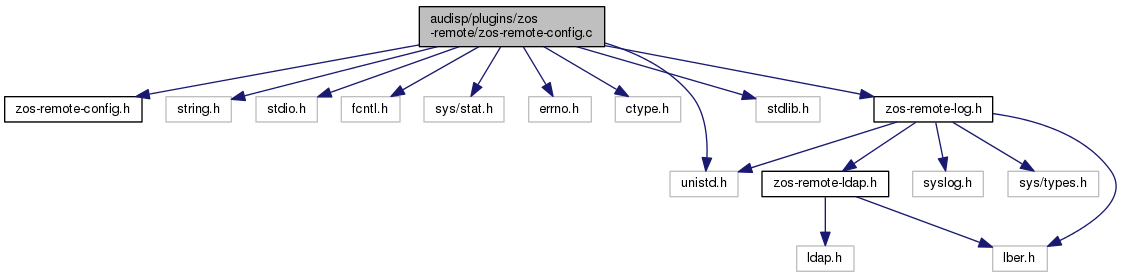 audisp/plugins/zos
-remote/zos-remote-config.c
zos-remote-config.h
string.h
stdio.h
fcntl.h
sys/stat.h
errno.h
ctype.h
stdlib.h
zos-remote-log.h
unistd.h
zos-remote-ldap.h
syslog.h
sys/types.h
ldap.h
lber.h